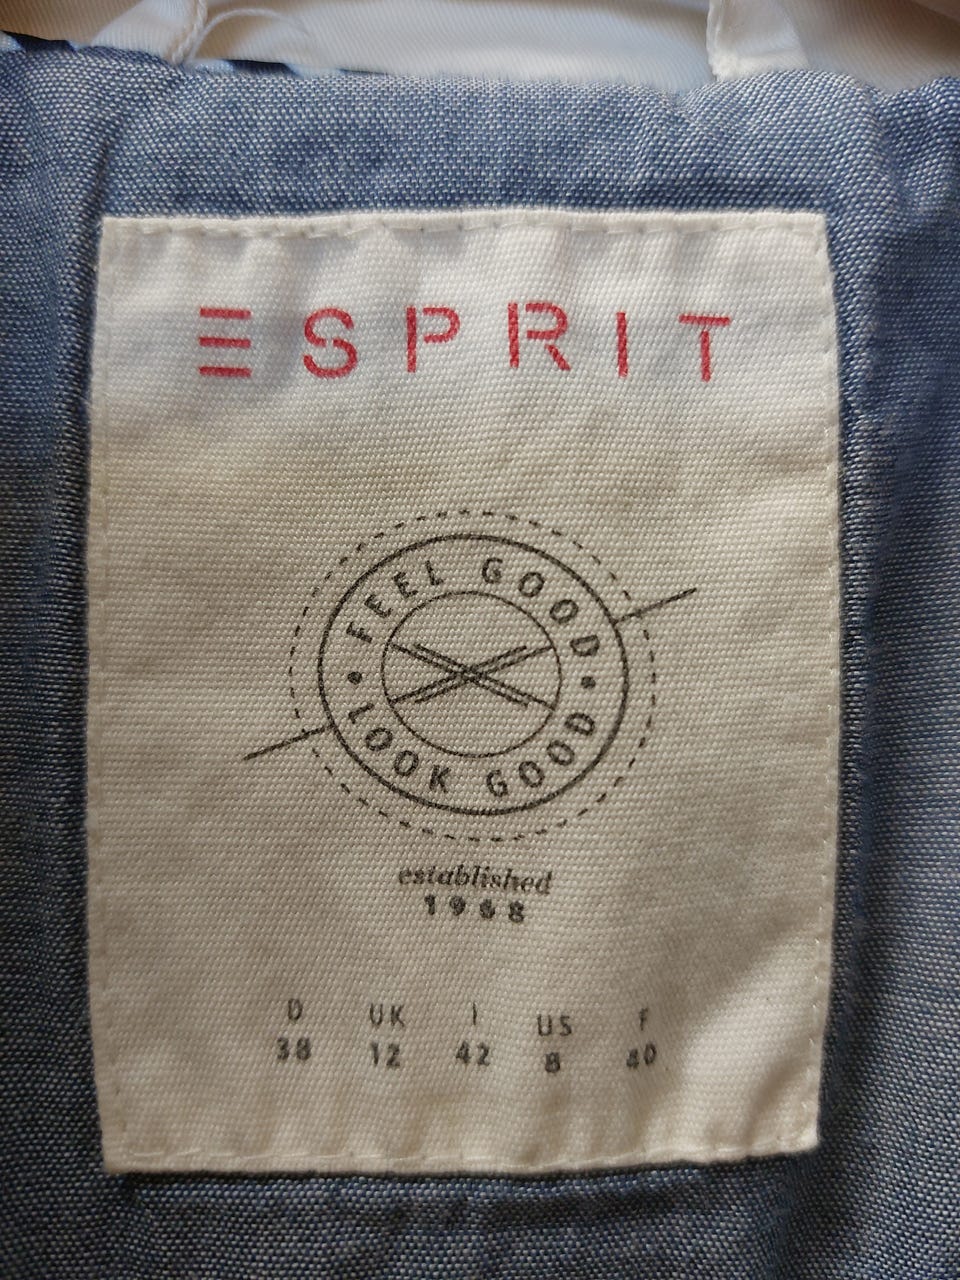 ESPRIT
FEEL GOOD
• LOOK GOOD •
established
1968
D UK I US F
38 12 42 8 40